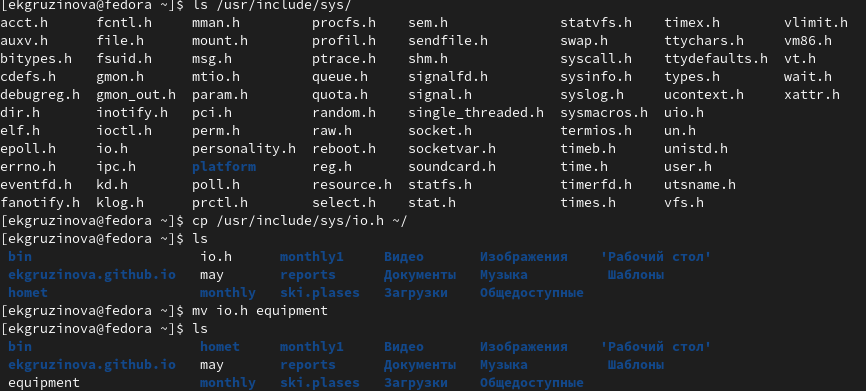 [ekgruzinova@fedora ~]$ ls /usr/include/sys/
acct.h fcntl.h mman.h procfs.h sem.h statvfs.h timex.h vlimit.h
auxv.h file.h mount.h profil.h sendfile.h swap.h ttychars.h vm86.h
bitypes.h fsuid.h msg.h ptrace.h shm.h syscall.h ttydefaults.h vt.h
cdefs.h gmon.h mtio.h queue.h signalfd.h sysinfo.h types.h wait.h
debugreg.h gmon_out.h param.h quota.h signal.h syslog.h ucontext.h xattr.h
dir.h inotify.h pci.h random.h single_threaded.h sysmacros.h uio.h
elf.h ioctl.h perm.h raw.h socket.h termios.h un.h
epoll.h io.h personality.h reboot.h socketvar.h timeb.h unistd.h
errno.h ipc.h platform reg.h soundcard.h time.h user.h
eventfd.h kd.h poll.h resource.h statfs.h timerfd.h utsname.h
fanotify.h klog.h prctl.h select.h stat.h times.h vfs.h
[ekgruzinova@fedora ~]$ cp /usr/include/sys/io.h ~/
[ekgruzinova@fedora ~]$ ls
bin io.h monthly1 Видео Изображения 'Рабочий стол'
ekgruzinova.github.io may reports Документы Музыка Шаблоны
homet monthly ski.plases Загрузки Общедоступные
[ekgruzinova@fedora ~]$ mv io.h equipment
[ekgruzinova@fedora ~]$ ls
bin homet monthly1 Видео Изображения 'Рабочий стол'
ekgruzinova.github.io may reports Документы Музыка Шаблоны
equipment monthly ski.plases Загрузки Общедоступные